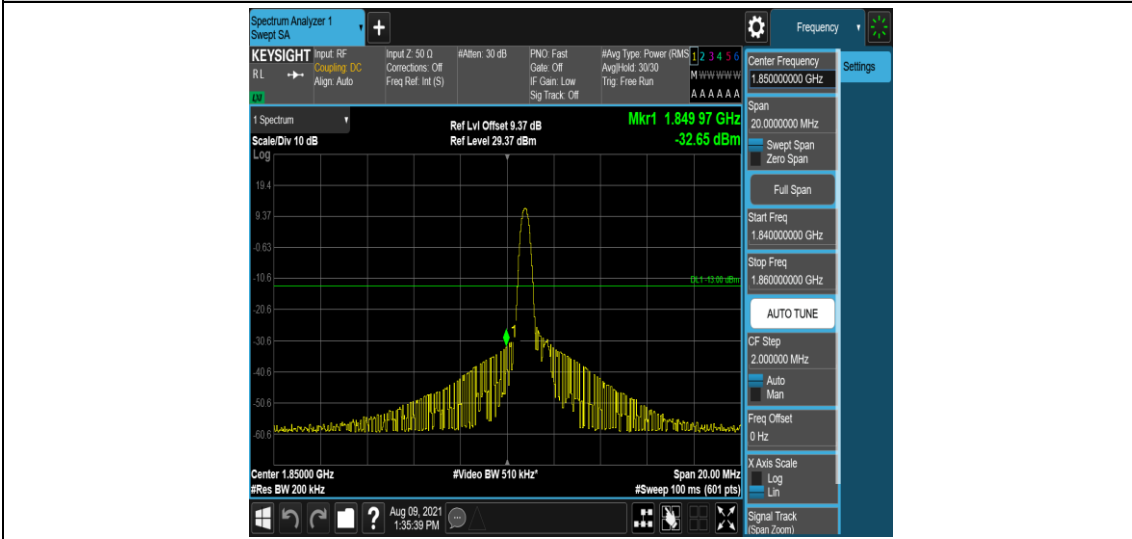 Spectrum Analyzer 1
Swept SA
+
Frequency
KEYSIGHT
RL
Input: RF
Coupling: DC
Align: Auto
Input Z: 50 Ω
Corrections: Off
Freq Ref: Int (S)
#Atten: 30 dB
PNO: Fast
Gate: Off
IF Gain: Low
Sig Track: Off
#Avg Type: Power (RMS
Avg|Hold: 30/30
Trig: Free Run
1 2 3 4 5 6
M W W W W W
A A A A A A
1 Spectrum
Scale/Div 10 dB
Log
Ref Lvl Offset 9.37 dB
Ref Level 29.37 dBm
Mkr1 1.849 97 GHz
-32.65 dBm
19.4
9.37
-0.63
-10.6
DL1 -13.00 dBm
-20.6
1
-30.6
-40.6
-50.6
-60.6
Center 1.85000 GHz
#Res BW 200 kHz
#Video BW 510 kHz*
Span 20.00 MHz
#Sweep 100 ms (601 pts)
Center Frequency
1.850000000 GHz
Settings
Span
20.0000000 MHz
Swept Span
Zero Span
Full Span
Start Freq
1.840000000 GHz
Stop Freq
1.860000000 GHz
AUTO TUNE
CF Step
2.000000 MHz
Auto
Man
Freq Offset
0 Hz
X Axis Scale
Log
Lin
Signal Track
(Span Zoom)
?
Aug 09, 2021
1:35:39 PM